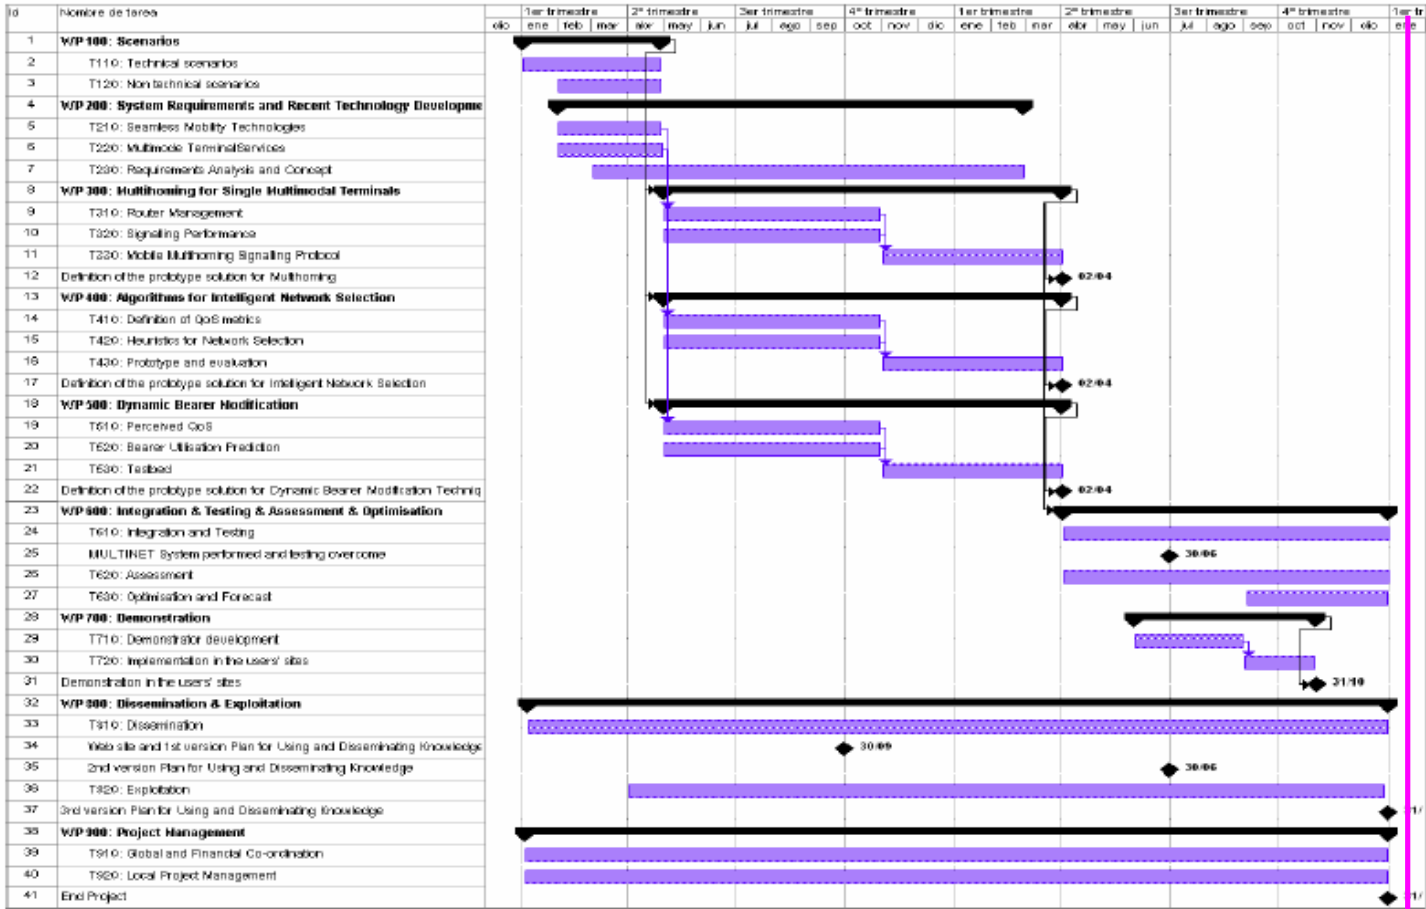 Id Nombre de tarea 1er trimestre 2º trimestre 3er trimestre 4º trimestre 1er trimestre 2º trimestre 3er trimestre 4º trimestre 1er tr
dic ene feb mar abr may jun jul ago sep oct nov dic ene feb mar abr may jun jul ago sep oct nov dic ene
1 WP 100: Scenarios
2 T110: Technical scenarios
3 T120: Non technical scenarios
4 WP 200: System Requirements and Recent Technology Developme
5 T210: Seamless Mobility Technologies
6 T220: Multimode Terminal Services
7 T230: Requirements Analysis and Concept
8 WP 300: Multihoming for Single Multimodal Terminals
9 T310: Router Management
10 T320: Signalling Performance
11 T330: Mobile Multihoming Signalling Protocol
12 Definition of the prototype solution for Multihoming 02/04
13 WP 400: Algorithms for Intelligent Network Selection
14 T410: Definition of QoS metrics
15 T420: Heuristics for Network Selection
16 T430: Prototype and evaluation
17 Definition of the prototype solution for Intelligent Network Selection 02/04
18 WP 500: Dynamic Bearer Modification
19 T510: Perceived QoS
20 T520: Bearer Utilisation Prediction
21 T530: Testbed
22 Definition of the prototype solution for Dynamic Bearer Modification Techniq 02/04
23 WP 600: Integration & Testing & Assessment & Optimisation
24 T610: Integration and Testing
25 MULTINET System performed and testing overcome 30/06
26 T620: Assessment
27 T630: Optimisation and Forecast
28 WP 700: Demonstration
29 T710: Demonstrator development
30 T720: Implementation in the users' sites
31 Demonstration in the users' sites 31/10
32 WP 800: Dissemination & Exploitation
33 T810: Dissemination
34 Web site and 1st version Plan for Using and Disseminating Knowledge 30/09
35 2nd version Plan for Using and Disseminating Knowledge 30/06
36 T820: Exploitation
37 3rd version Plan for Using and Disseminating Knowledge
38 WP 900: Project Management
39 T910: Global and Financial Co-ordination
40 T920: Local Project Management
41 End Project